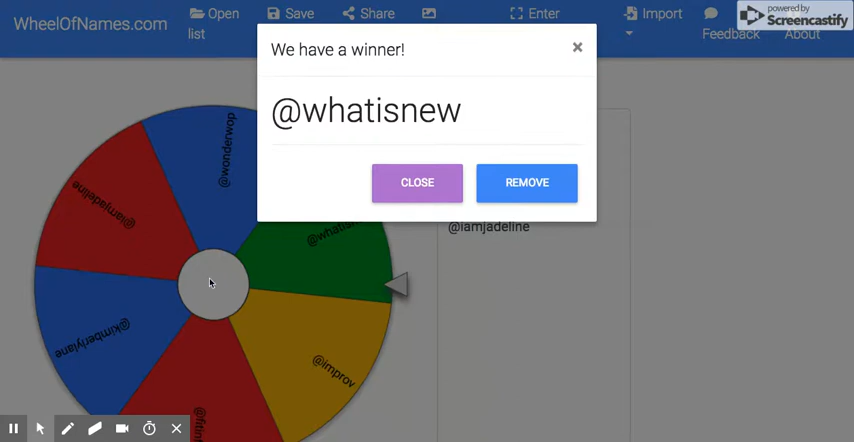 WheelOfNames.com
Open
list
Save
Share
Enter
Import
Feedback
About
powered by
Screencastify
We have a winner!
×
@whatisnew
CLOSE
REMOVE
@iamjadeline
@wonderwop
@iamjadeline
@kimberlylane
@improv